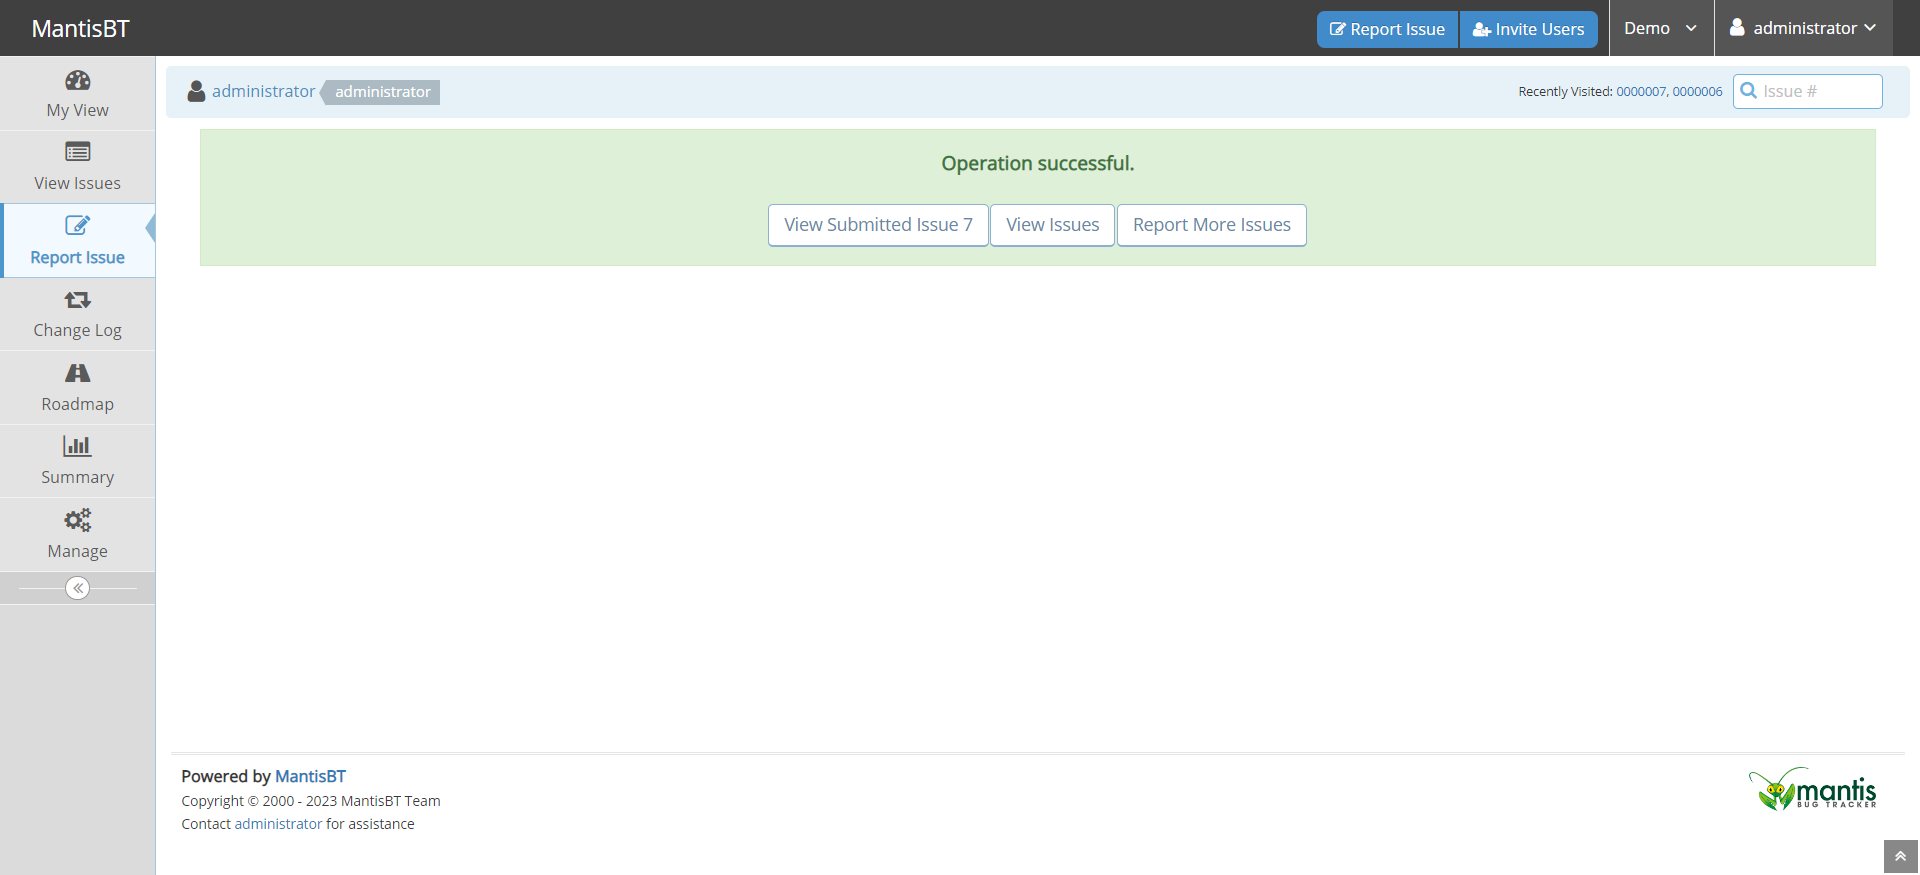 MantisBT
Report Issue
Invite Users
Demo
administrator
My View
View Issues
Report Issue
Change Log
Roadmap
Summary
Manage
administrator
administrator
Recently Visited: 0000007, 0000006
Issue #
Operation successful.
View Submitted Issue 7
View Issues
Report More Issues
Powered by MantisBT
Copyright © 2000 - 2023 MantisBT Team
Contact administrator for assistance
mantis
BUG TRACKER